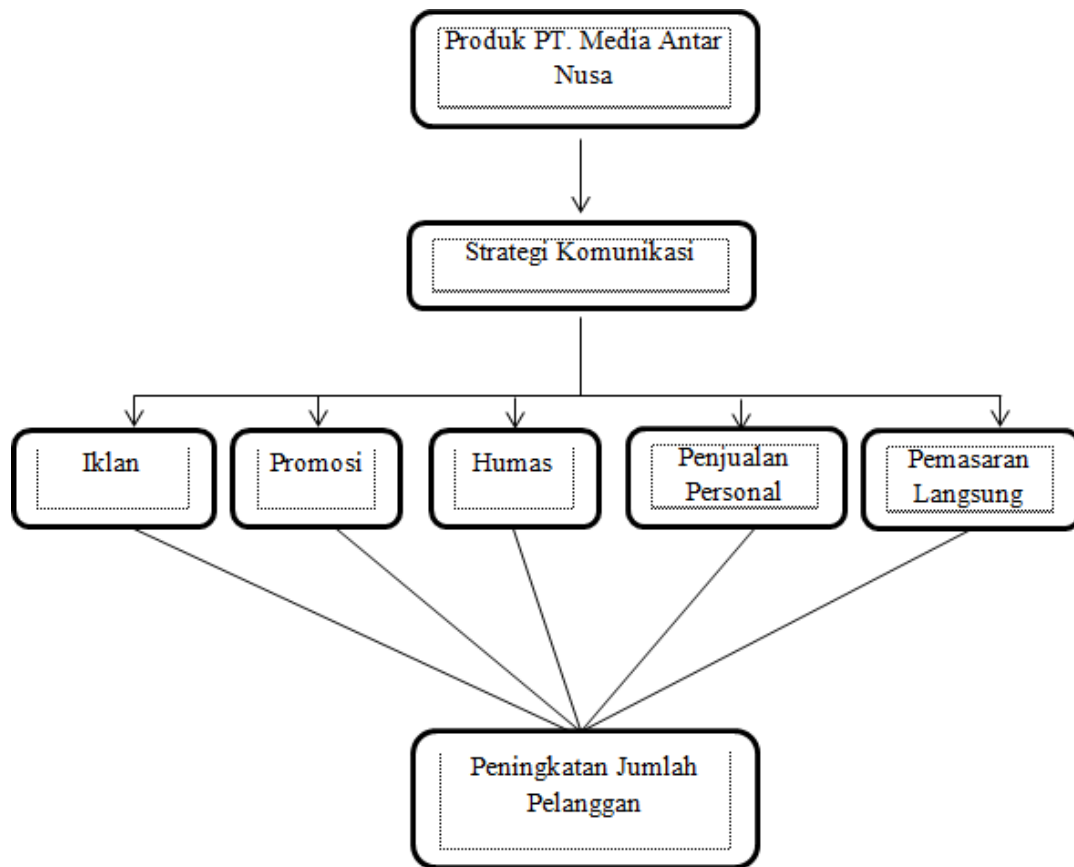 Produk PT. Media Antar
Nusa
Strategi Komunikasi
Iklan
Promosi
Humas
Penjualan
Personal
Pemasaran
Langsung
Peningkatan Jumlah
Pelanggan